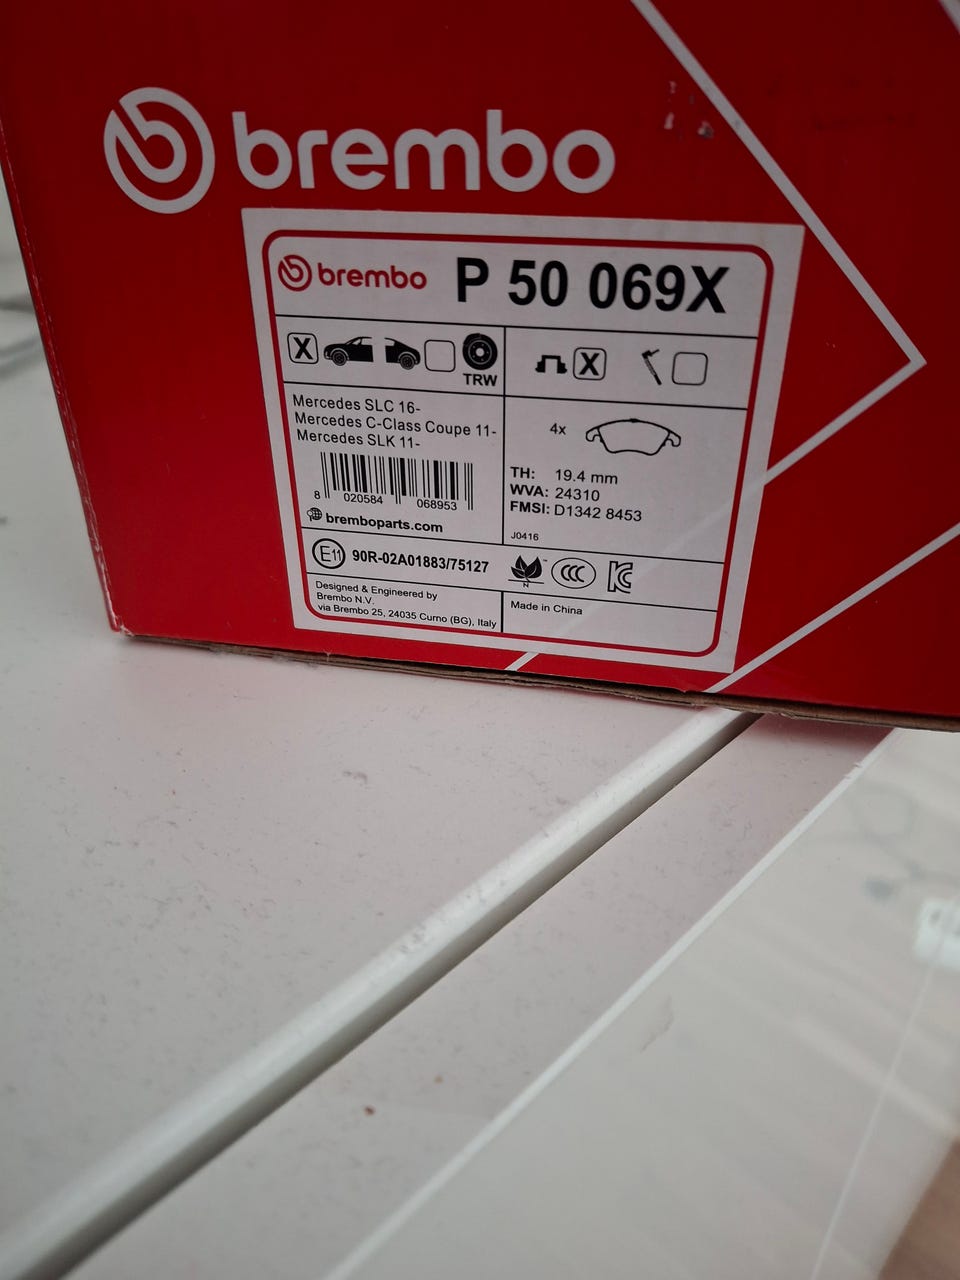 brembo
brembo P 50 069X
X TRW X
Mercedes SLC 16-
Mercedes C-Class Coupe 11-
Mercedes SLK 11-
8 020584 068953
bremboparts.com
4x
TH: 19.4 mm
WVA: 24310
FMSI: D1342 8453
J0416
E11 90R-02A01883/75127
N CCC KC
Designed & Engineered by
Brembo N.V.
via Brembo 25, 24035 Curno (BG), Italy
Made in China